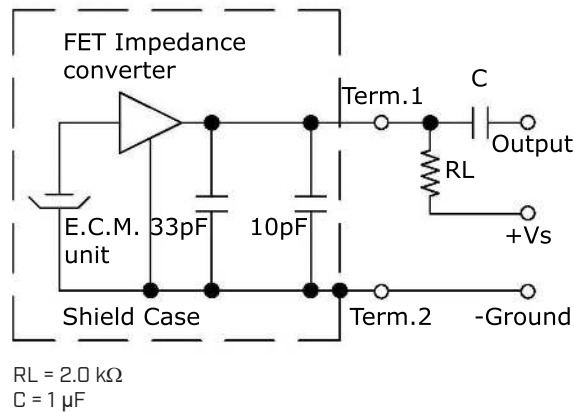 FET Impedance
converter
Term.1
C
Output
RL
+Vs
E.C.M.
unit
33pF
10pF
Shield Case
Term.2
-Ground
RL = 2.0 kΩ
C = 1 µF